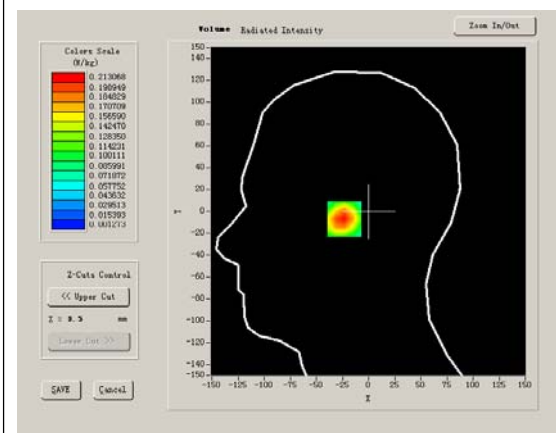 Volume Radiated Intensity
Zoom In/Out
Colors Scale
(W/kg)
0.213068
0.198949
0.184829
0.170709
0.156590
0.142470
0.128350
0.114231
0.100111
0.085991
0.071872
0.057752
0.043632
0.029513
0.015393
0.001273
150
140
120
100
80
60
40
20
0
-20
-40
-60
-80
-100
-120
-140
-150
Y
-150 -125 -100 -75 -50 -25 0 25 50 75 100 125 150
X
Z-Cuts Control
<< Upper Cut
Z = 8.5 mm
Lower Cut >>
SAVE
Cancel